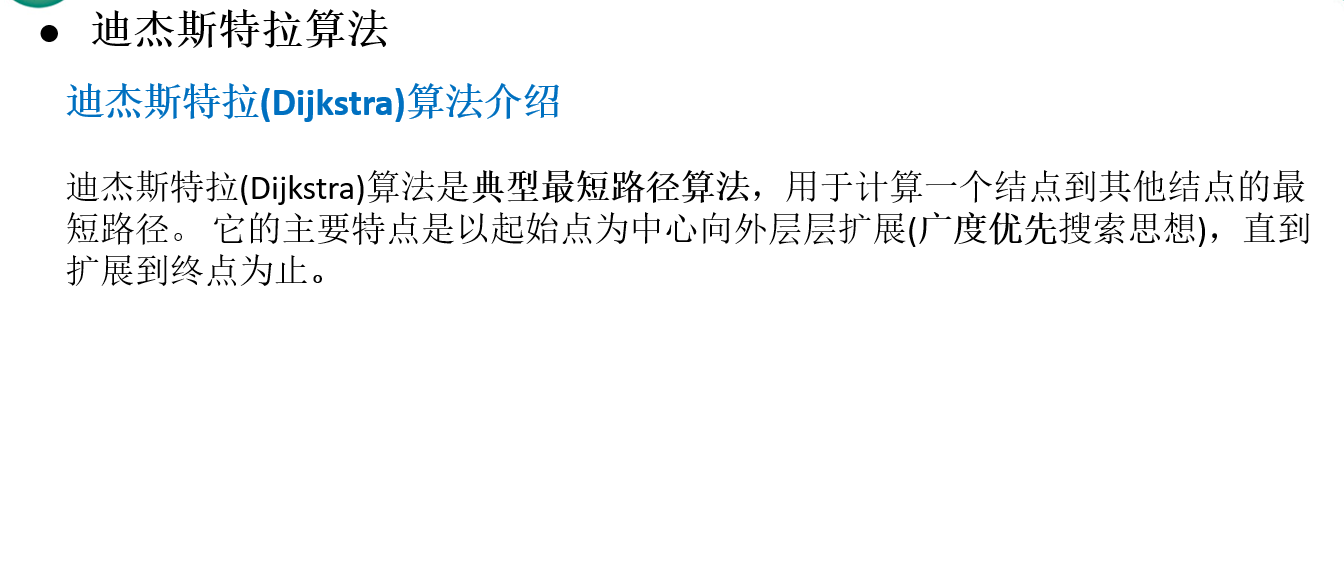 ● 迪杰斯特拉算法
迪杰斯特拉(Dijkstra)算法介绍
迪杰斯特拉(Dijkstra)算法是典型最短路径算法，用于计算一个结点到其他结点的最
短路径。 它的主要特点是以起始点为中心向外层层扩展(广度优先搜索思想)，直到
扩展到终点为止。